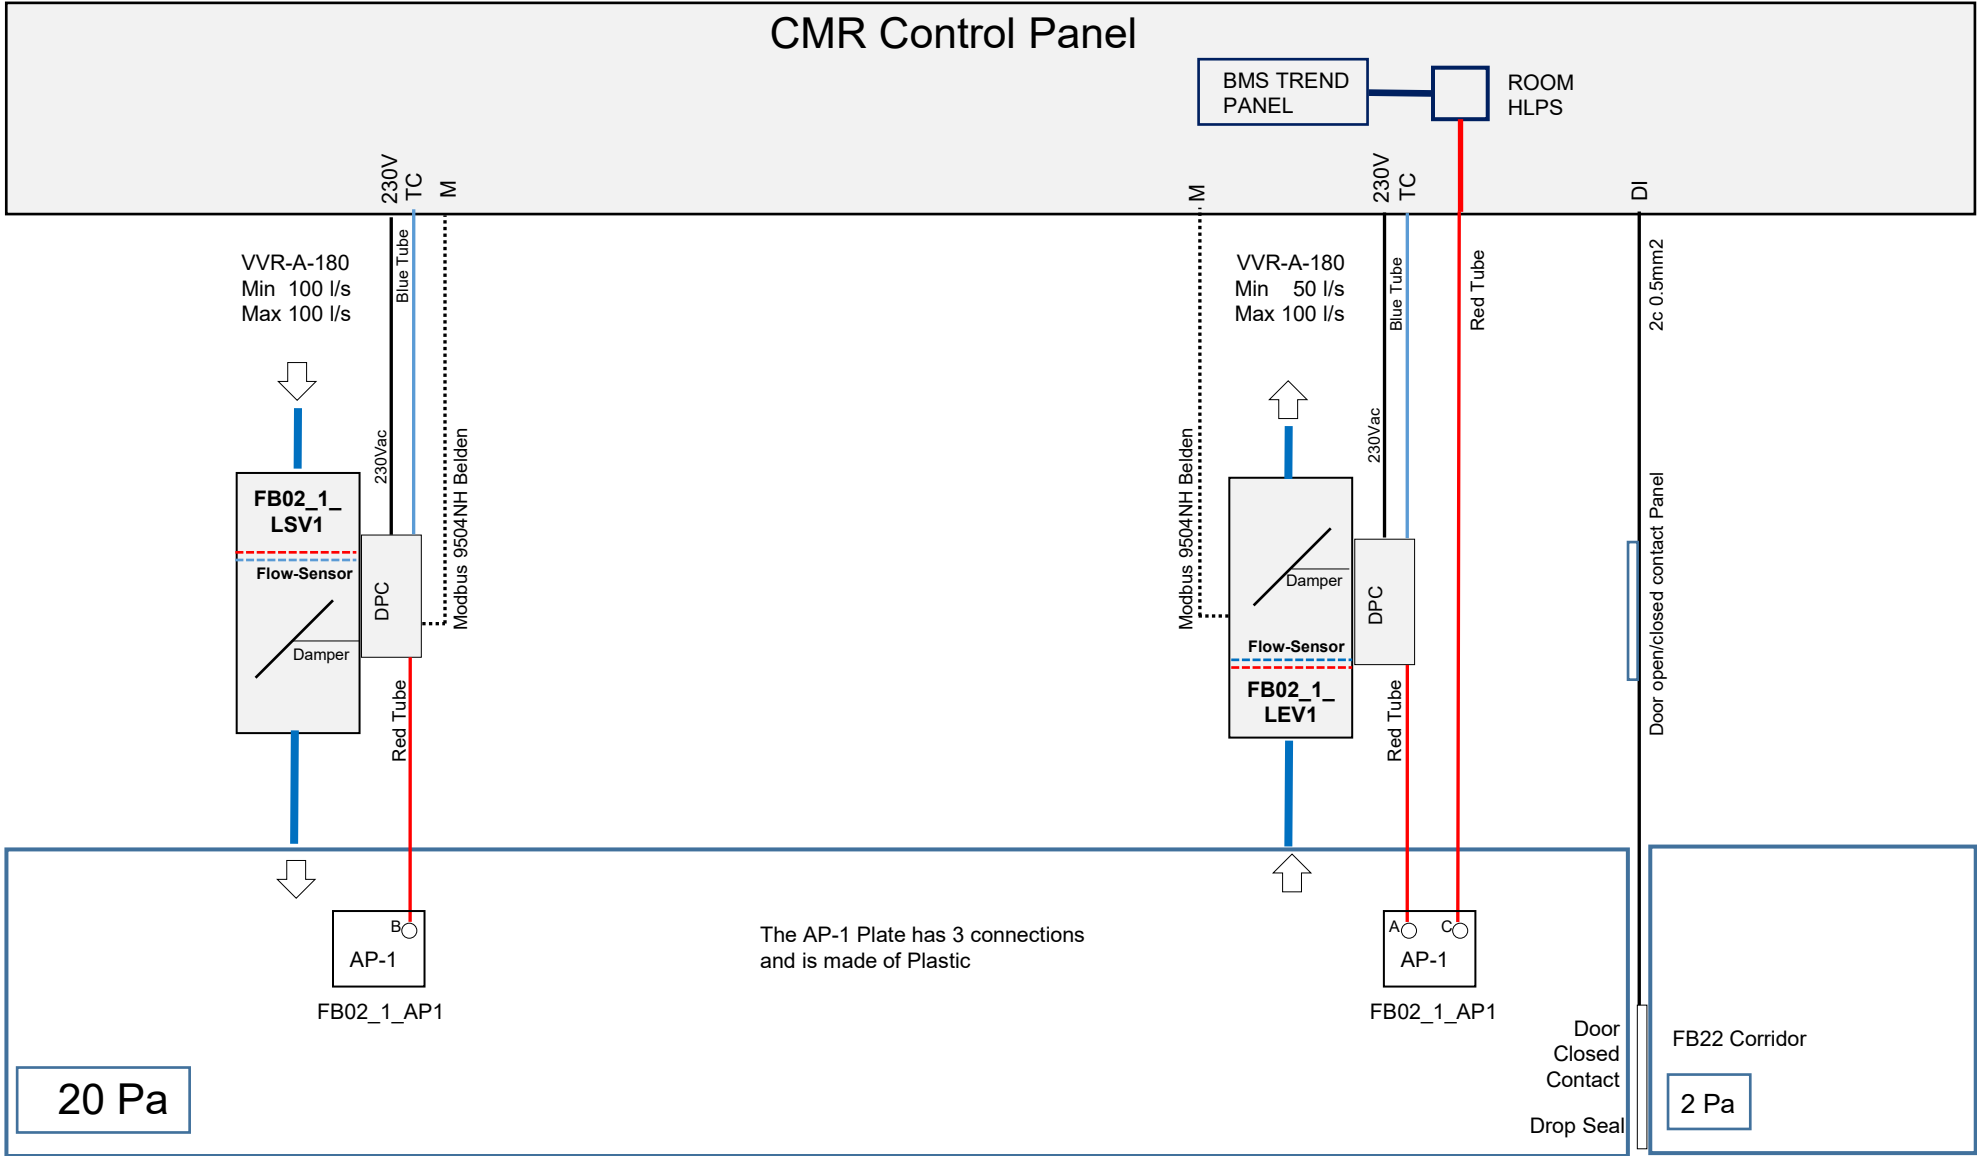 CMR Control Panel
BMS TREND
PANEL
ROOM
HLPS
230V
TC
M
M
230V
TC
DI
VVR-A-180
Min 100 l/s
Max 100 l/s
Blue Tube
230Vac
Modbus 9504NH Belden
FB02_1_
LSV1
Flow-Sensor
Damper
DPC
Red Tube
VVR-A-180
Min 50 l/s
Max 100 l/s
Blue Tube
Red Tube
230Vac
Modbus 9504NH Belden
Damper
DPC
Flow-Sensor
FB02_1_
LEV1
Red Tube
2c 0.5mm2
Door open/closed contact Panel
B
AP-1
FB02_1_AP1
The AP-1 Plate has 3 connections
and is made of Plastic
A
C
AP-1
FB02_1_AP1
Door
Closed
Contact
Drop Seal
FB22 Corridor
20 Pa
2 Pa